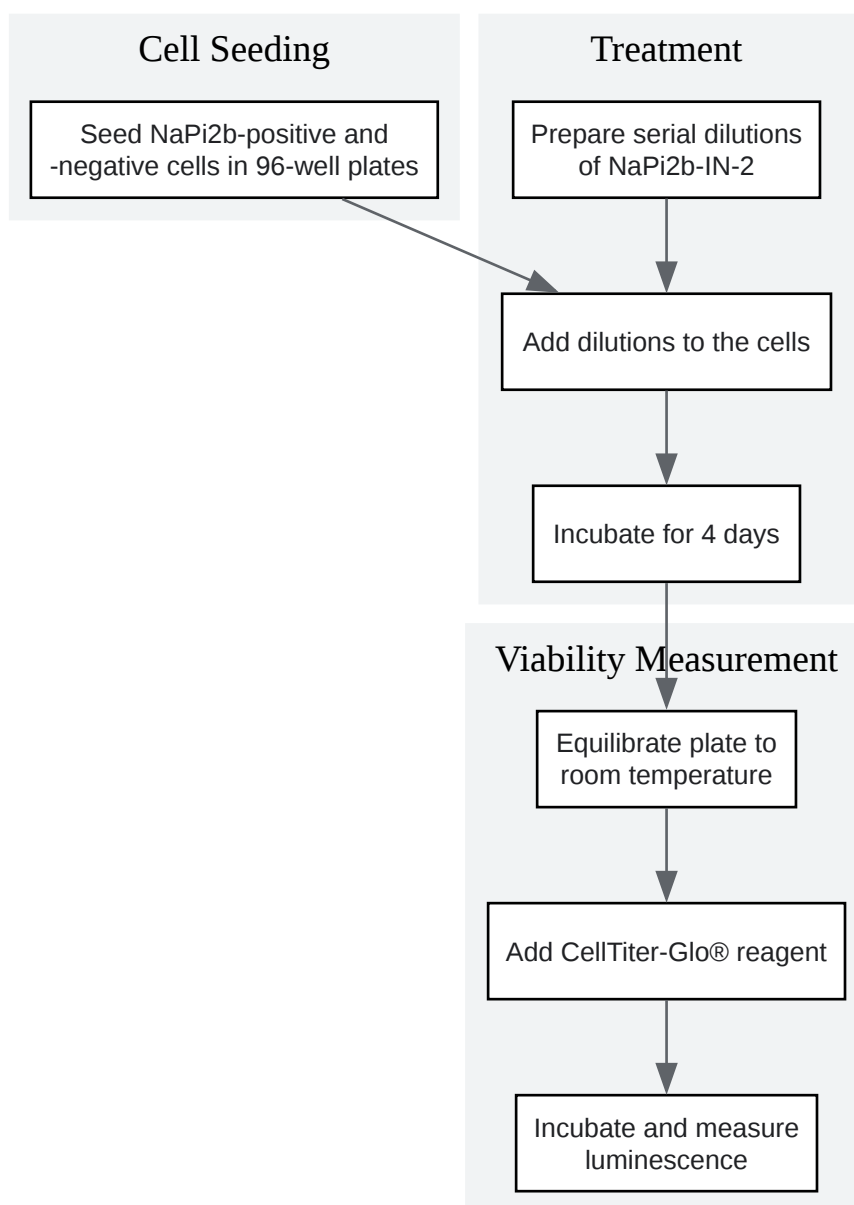 Cell Seeding
Seed NaPi2b-positive and
-negative cells in 96-well plates
Treatment
Prepare serial dilutions
of NaPi2b-IN-2
Add dilutions to the cells
Incubate for 4 days
Viability Measurement
Equilibrate plate to
room temperature
Add CellTiter-Glo® reagent
Incubate and measure
luminescence